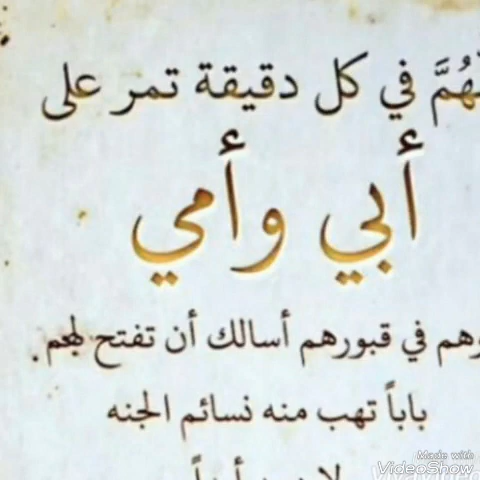 في كل دقيقة تمر على
أبي وأمي
في قبورهم أسالك أن تفتح لهم.
باباً تهب منه نسائم الجنه
Made with
VideoShow